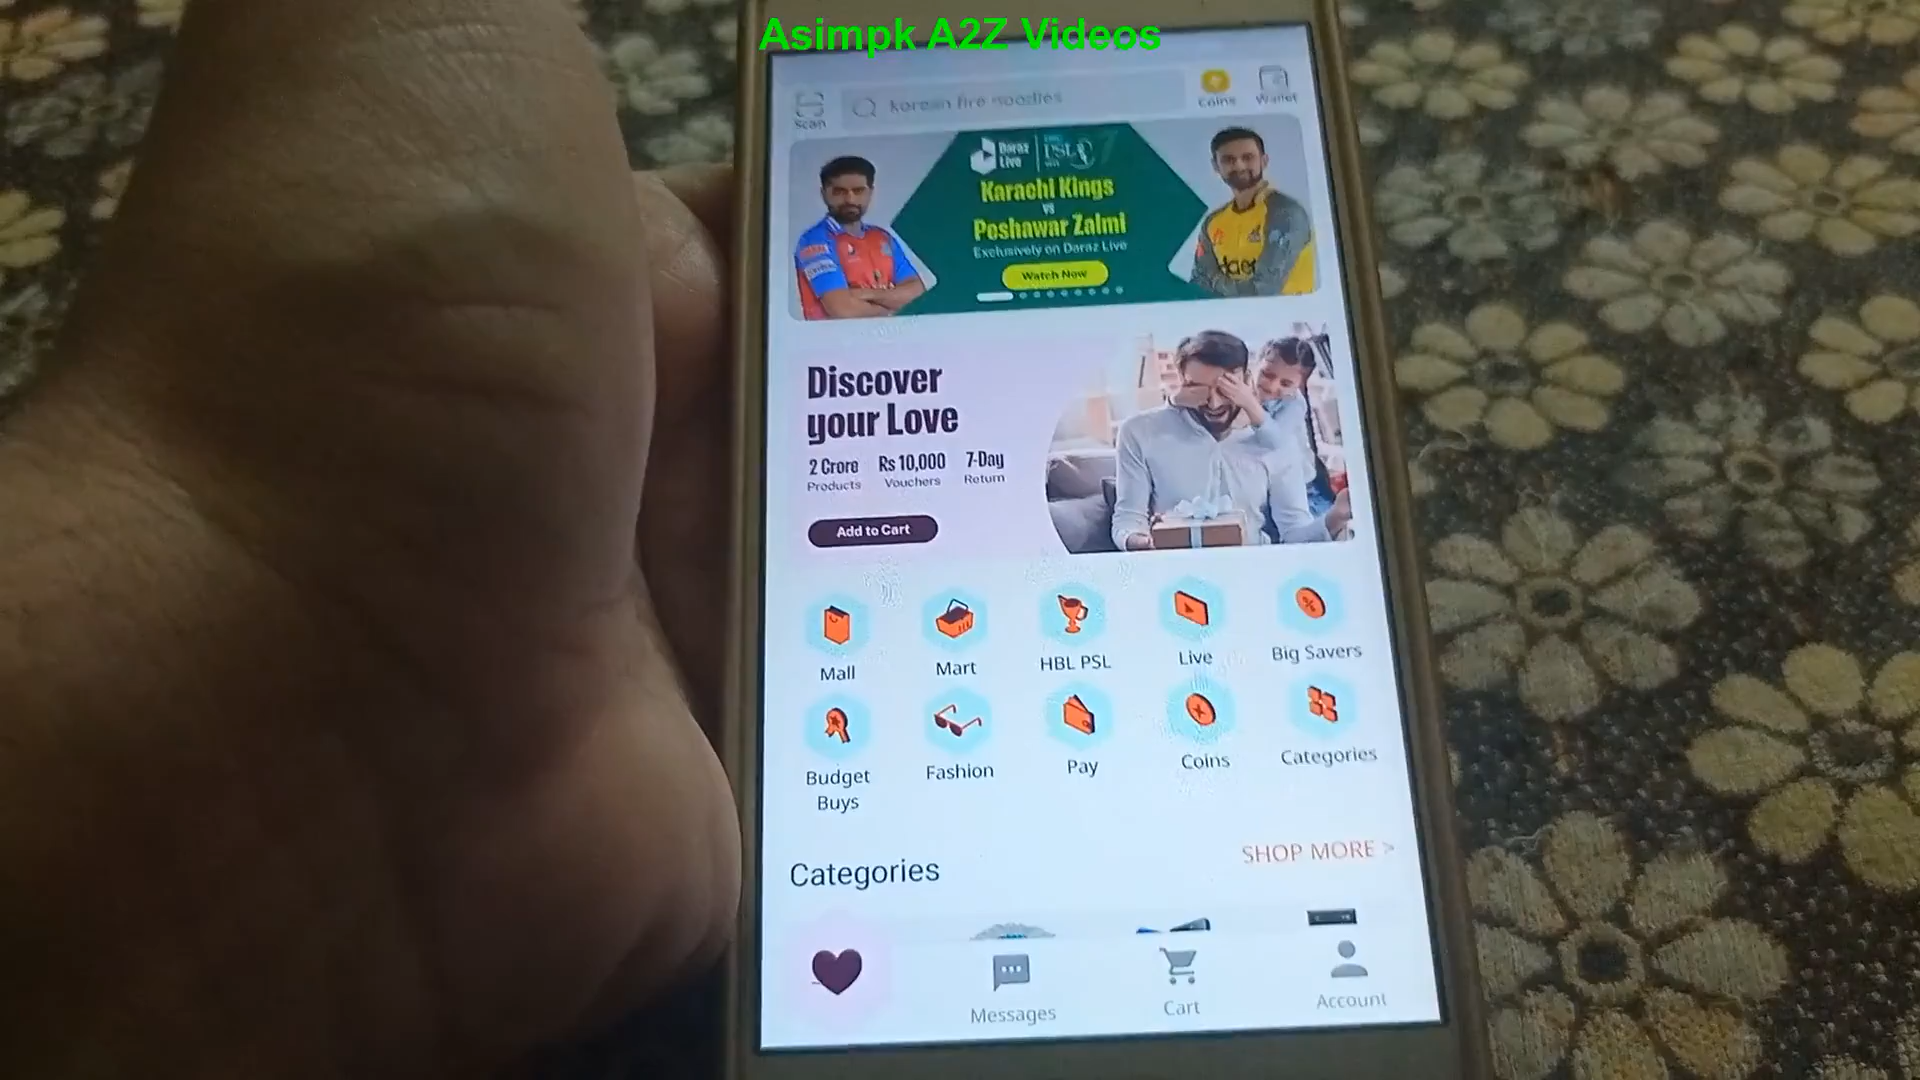 Asimpk A2Z Videos
Scan
korean fire noodles
Coins
Wallet
Daraz Live
PSL 7
Karachi Kings
vs
Peshawar Zalmi
Exclusively on Daraz Live
Watch Now
Discover
your Love
2 Crore Rs 10,000 7-Day
Products Vouchers Return
Add to Cart
Mall Mart HBL PSL Live Big Savers
Budget Buys Fashion Pay Coins Categories
Categories SHOP MORE >
Messages Cart Account